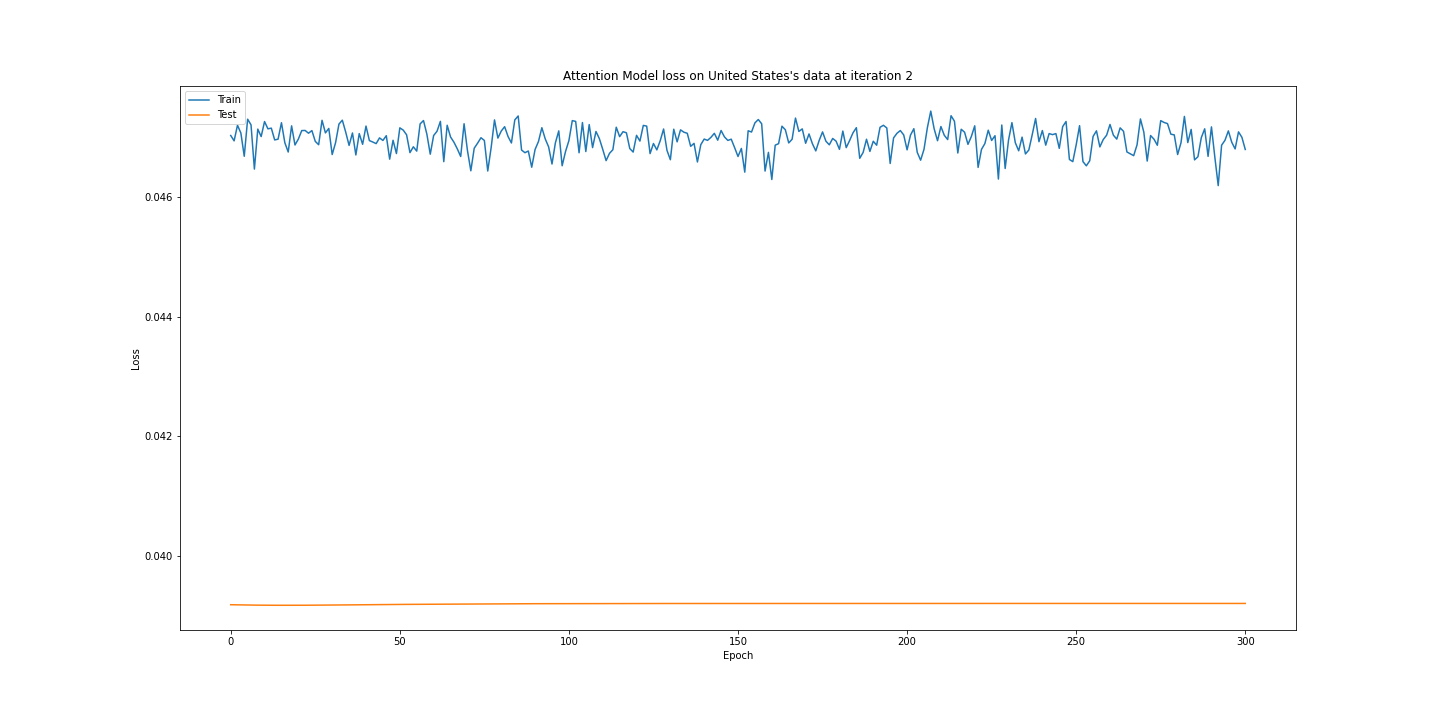 Attention Model loss on United States's data at iteration 2
Train
Test
0.046
0.044
0.042
0.040
Loss
0 50 100 150 200 250 300
Epoch